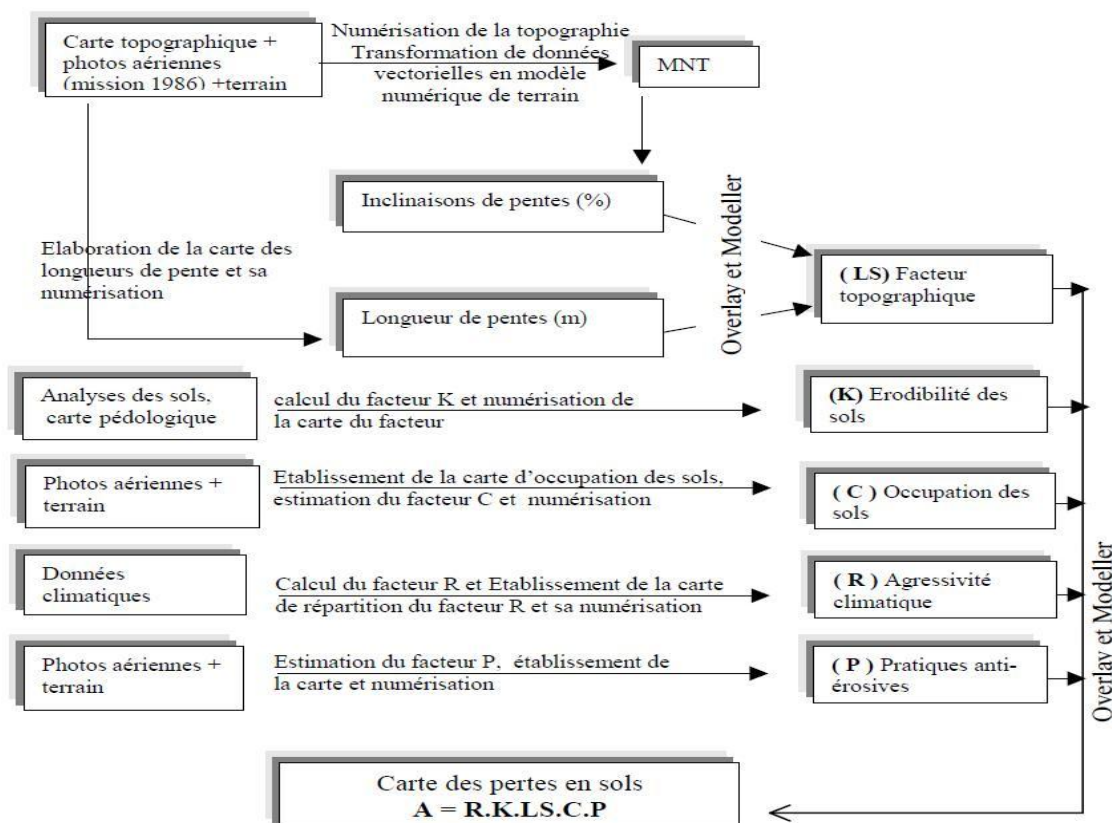 Carte topographique +
photos aériennes
(mission 1986) +terrain
Numérisation de la topographie
Transformation de données
vectorielles en modèle
numérique de terrain
MNT
Inclinaisons de pentes (%)
Overlay et Modeller
Elaboration de la carte des
longueurs de pente et sa
numérisation
Longueur de pentes (m)
( LS) Facteur
topographique
Analyses des sols,
carte pédologique
calcul du facteur K et numérisation de
la carte du facteur
(K) Erodibilité des
sols
Photos aériennes +
terrain
Etablissement de la carte d’occupation des sols,
estimation du facteur C et numérisation
( C ) Occupation des
sols
Données
climatiques
Calcul du facteur R et Etablissement de la carte
de répartition du facteur R et sa numérisation
( R ) Agressivité
climatique
Photos aériennes +
terrain
Estimation du facteur P, établissement de
la carte et numérisation
( P ) Pratiques anti-
érosives
Overlay et Modeller
Carte des pertes en sols
A = R.K.LS.C.P